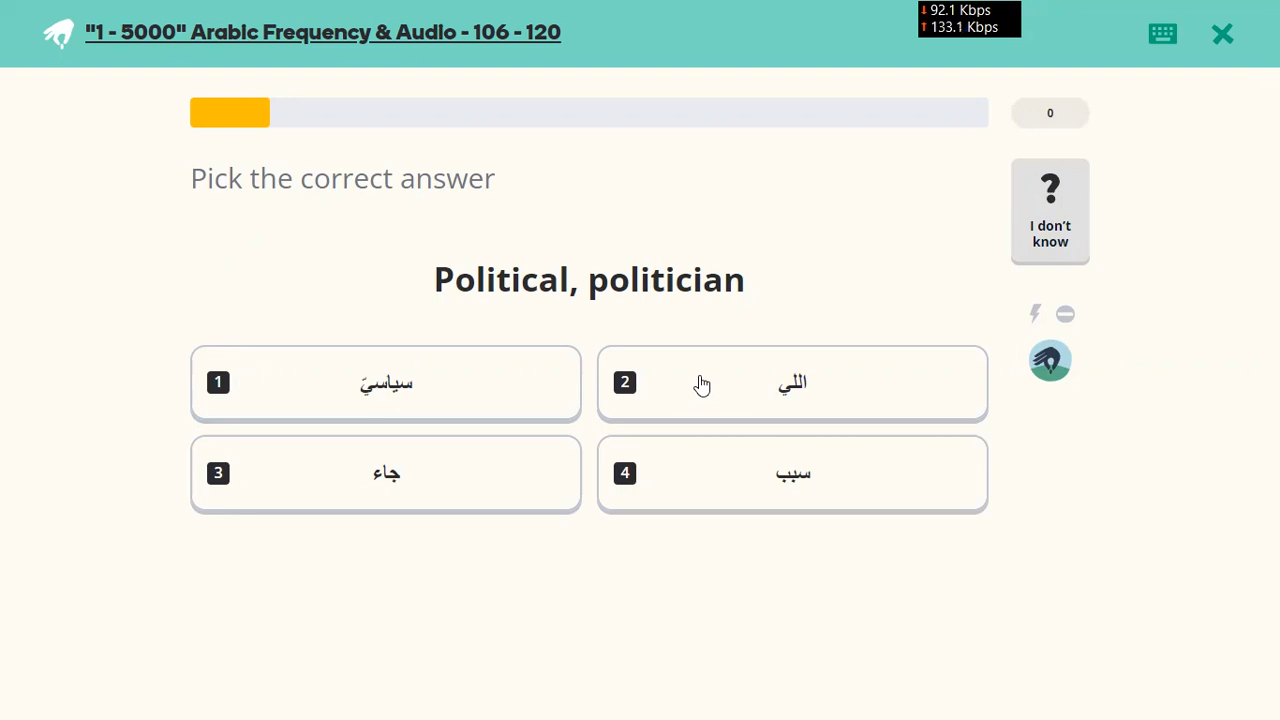 "1 - 5000" Arabic Frequency & Audio - 106 - 120
↓ 92.1 Kbps
↑ 133.1 Kbps
0
Pick the correct answer
?
I don't
know
Political, politician
1 سياسيّ
2 اللي
3 جاء
4 سبب